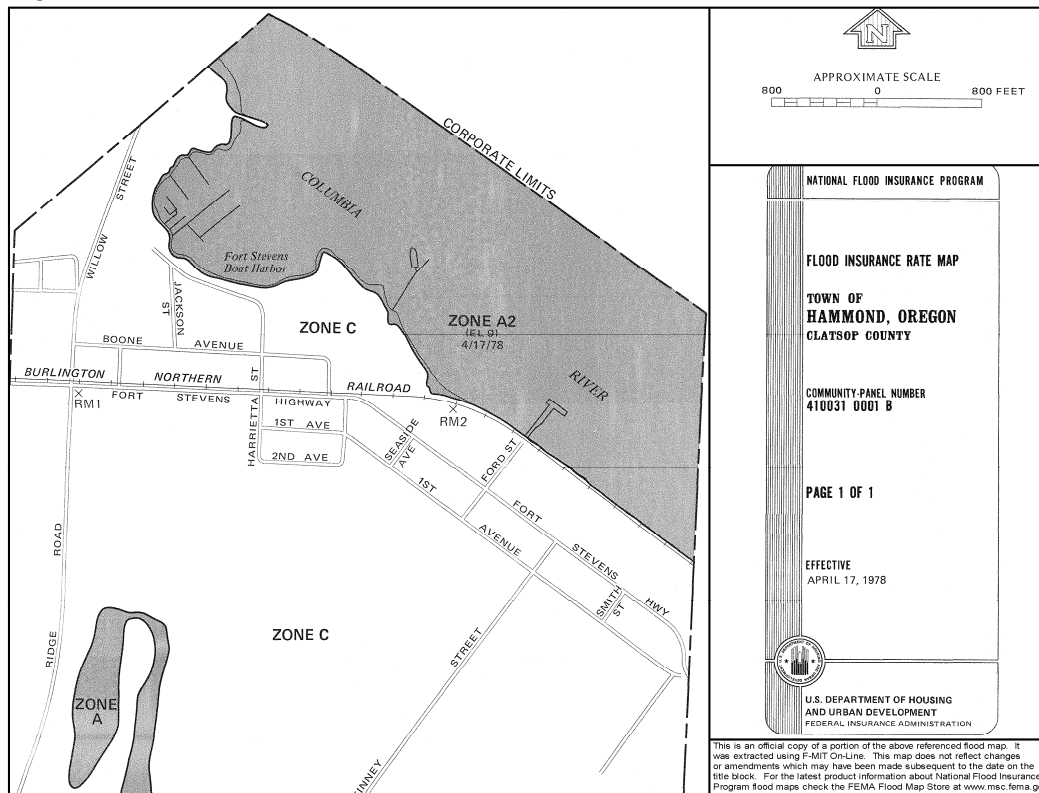 CORPORATE LIMITS
COLUMBIA
RIVER
WILLOW STREET
Fort Stevens
Boat Harbor
JACKSON ST
ZONE C
ZONE A2
(EL 9)
4/17/78
BOONE AVENUE
BURLINGTON NORTHERN RAILROAD
RM1
FORT STEVENS HIGHWAY
RM2
HARRIETTA ST
1ST AVE
2ND AVE
SEASIDE AVE
FORD ST
1ST AVENUE
FORT STEVENS HWY
SMITH ST
RIDGE ROAD
ZONE C
STREET
ZONE
A
N
APPROXIMATE SCALE
800 0 800 FEET
NATIONAL FLOOD INSURANCE PROGRAM
FLOOD INSURANCE RATE MAP
TOWN OF
HAMMOND, OREGON
CLATSOP COUNTY
COMMUNITY-PANEL NUMBER
410031 0001 B
PAGE 1 OF 1
EFFECTIVE
APRIL 17, 1978
U.S. DEPARTMENT OF HOUSING
AND URBAN DEVELOPMENT
FEDERAL INSURANCE ADMINISTRATION
This is an official copy of a portion of the above referenced flood map. It
was extracted using F-MIT On-Line. This map does not reflect changes
or amendments which may have been made subsequent to the date on the
title block. For the latest product information about National Flood Insurance
Program flood maps check the FEMA Flood Map Store at www.msc.fema.g